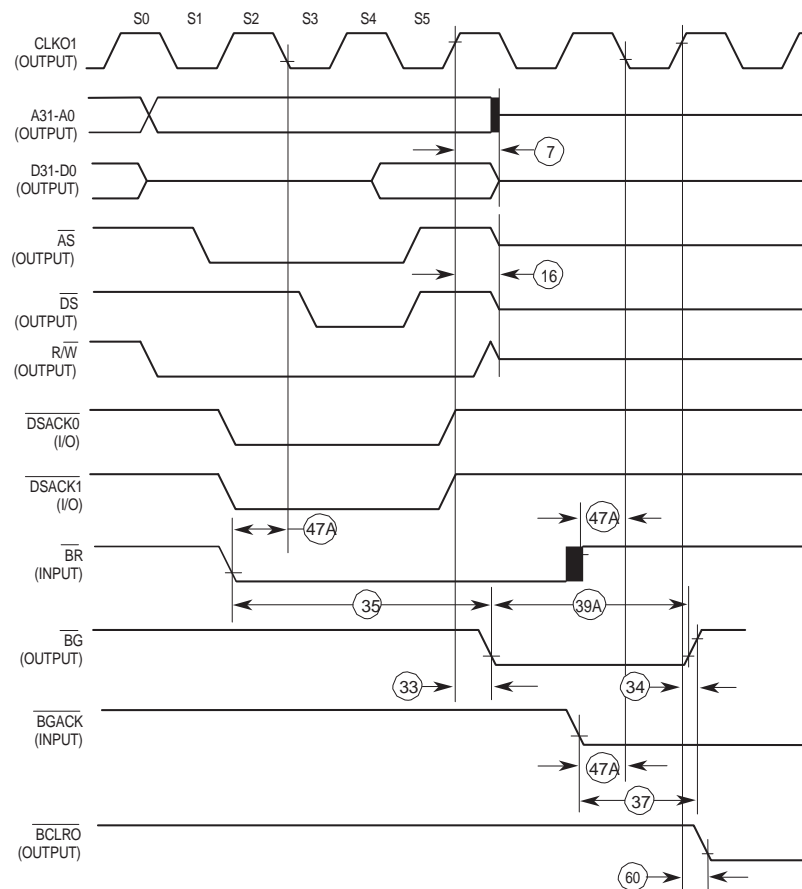 S0 S1 S2 S3 S4 S5
CLKO1
(OUTPUT)
A31-A0
(OUTPUT)
7
D31-D0
(OUTPUT)
AS
(OUTPUT)
16
DS
(OUTPUT)
R/W
(OUTPUT)
DSACK0
(I/O)
DSACK1
(I/O)
47A
47A
BR
(INPUT)
35
39A
BG
(OUTPUT)
33
34
BGACK
(INPUT)
47A
37
BCLRO
(OUTPUT)
60